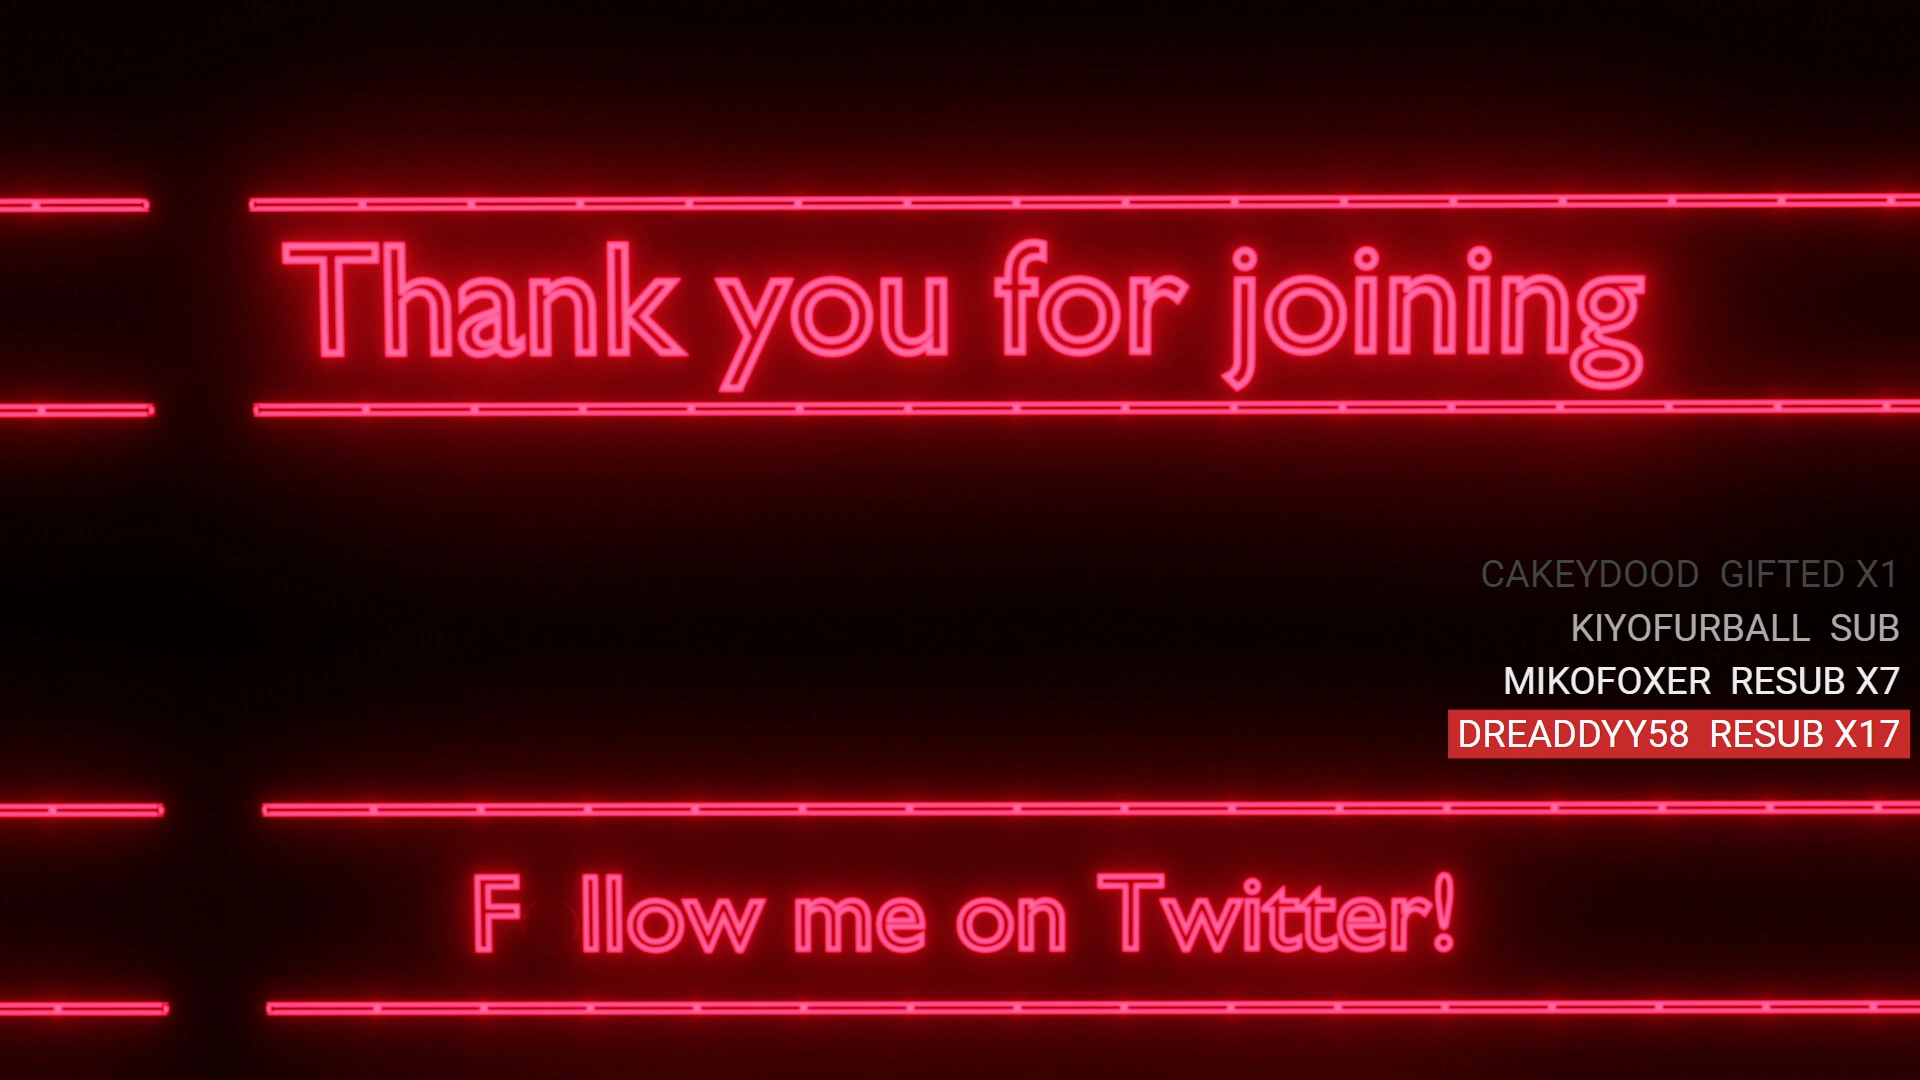 Thank you for joining
CAKEYDOOD GIFTED X1
KIYOFURBALL SUB
MIKOFOXER RESUB X7
DREADDYY58 RESUB X17
F llow me on Twitter!